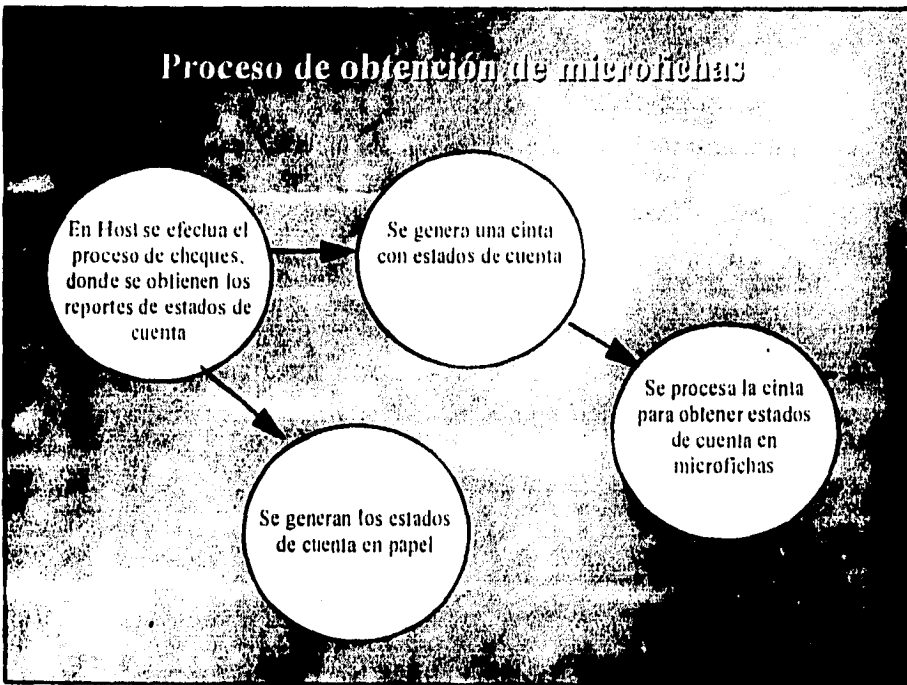 Proceso de obtención de microfichas
En Host se efectua el
proceso de cheques,
donde se obtienen los
reportes de estados de
cuenta
Se genera una cinta
con estados de cuenta
Se procesa la cinta
para obtener estados
de cuenta en
microfichas
Se generan los estados
de cuenta en papel